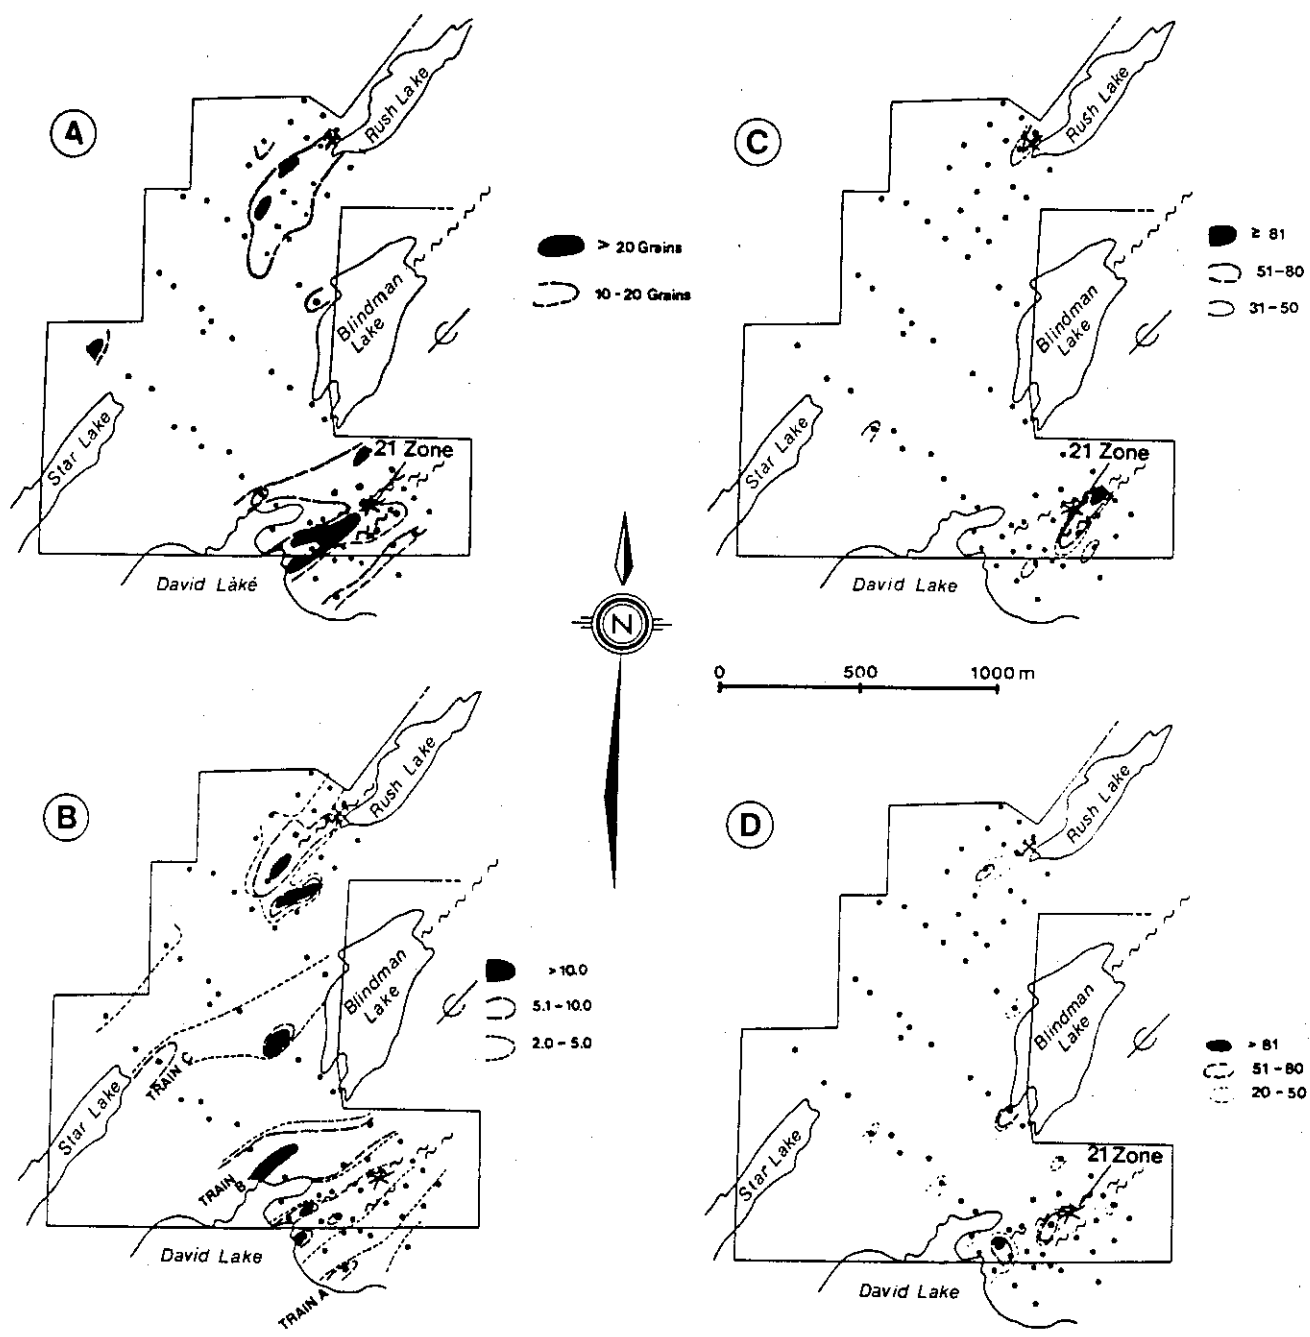 A
Rush Lake
> 20 Grains
10 - 20 Grains
Blindman
Lake
Star Lake
21 Zone
David Láké
C
Rush Lake
≥ 81
51-80
31-50
Blindman
Lake
Star Lake
21 Zone
David Lake
N
0 500 1000 m
B
Rush Lake
> 10.0
5.1 - 10.0
2.0 - 5.0
Blindman
Lake
TRAIN C
Star Lake
TRAIN B
David Lake
TRAIN A
D
Rush Lake
> 81
51 - 80
20 - 50
Blindman
Lake
Star Lake
21 Zone
David Lake